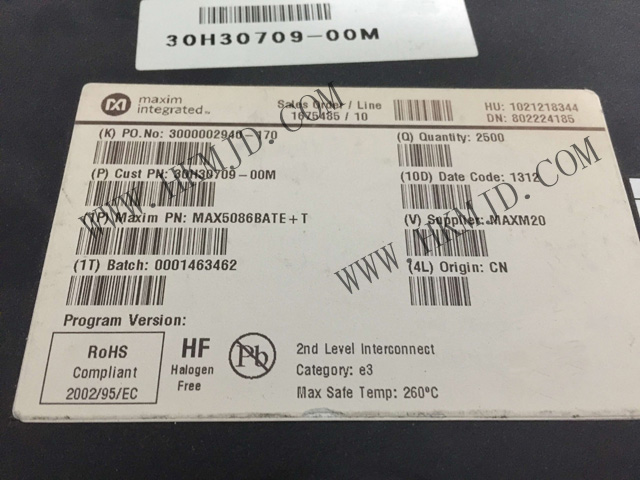 30H30709-00M
maxim
integrated™
Sales Order / Line
1675485 / 10
HU: 1021218344
DN: 802224185
(K) PO.No: 3000002940 170
(Q) Quantity: 2500
(P) Cust PN: 30H30709-00M
(10D) Date Code: 1312
(1P) Maxim PN: MAX5086BATE+T
(V) Supplier: MAXM20
(1T) Batch: 0001463462
(4L) Origin: CN
Program Version:
RoHS
Compliant
2002/95/EC
HF
Halogen
Free
Pb
2nd Level Interconnect
Category: e3
Max Safe Temp: 260ºC
WWW.HKMJD.COM
WWW.HKMJD.COM